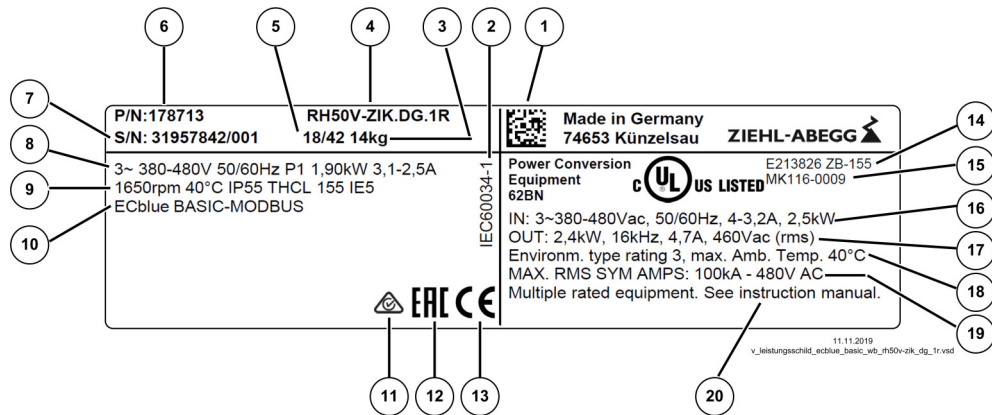 6
5
4
3
2
1
7
8
9
10
P/N:178713 RH50V-ZIK.DG.1R
S/N: 31957842/001 18/42 14kg
3~ 380-480V 50/60Hz P1 1,90kW 3,1-2,5A
1650rpm 40°C IP55 THCL 155 IE5
ECblue BASIC-MODBUS
IEC60034-1
EAC CE
Made in Germany
74653 Künzelsau
ZIEHL-ABEGG
Power Conversion
Equipment
62BN
C UL US LISTED
E213826 ZB-155
MK116-0009
IN: 3~380-480Vac, 50/60Hz, 4-3,2A, 2,5kW
OUT: 2,4kW, 16kHz, 4,7A, 460Vac (rms)
Environm. type rating 3, max. Amb. Temp. 40°C
MAX. RMS SYM AMPS: 100kA - 480V AC
Multiple rated equipment. See instruction manual.
14
15
16
17
18
19
11.11.2019
v_leistungsschild_ecblue_basic_wb_rh50v-zik_dg_1r.vsd
11
12
13
20